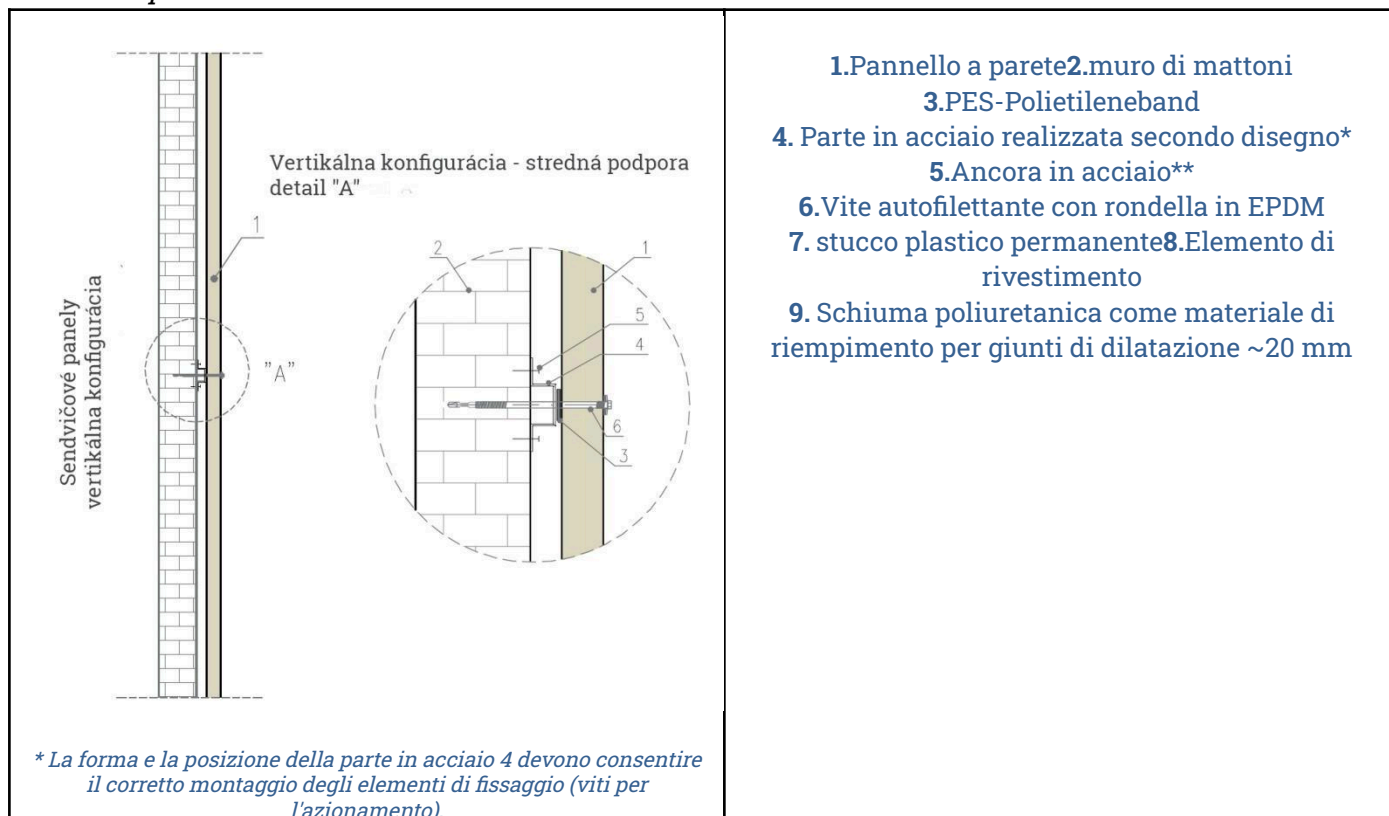 Vertikálna konfigurácia - stredná podpora
detail "A"
1
Sendvičové panely
vertikálna konfigurácia
"A"
2
1
5
4
6
3
* La forma e la posizione della parte in acciaio 4 devono consentire
il corretto montaggio degli elementi di fissaggio (viti per
l'azionamento).
1.Pannello a parete2.muro di mattoni
3.PES-Polietileneband
4. Parte in acciaio realizzata secondo disegno*
5.Ancora in acciaio**
6.Vite autofilettante con rondella in EPDM
7. stucco plastico permanente8.Elemento di
rivestimento
9. Schiuma poliuretanica come materiale di
riempimento per giunti di dilatazione ~20 mm